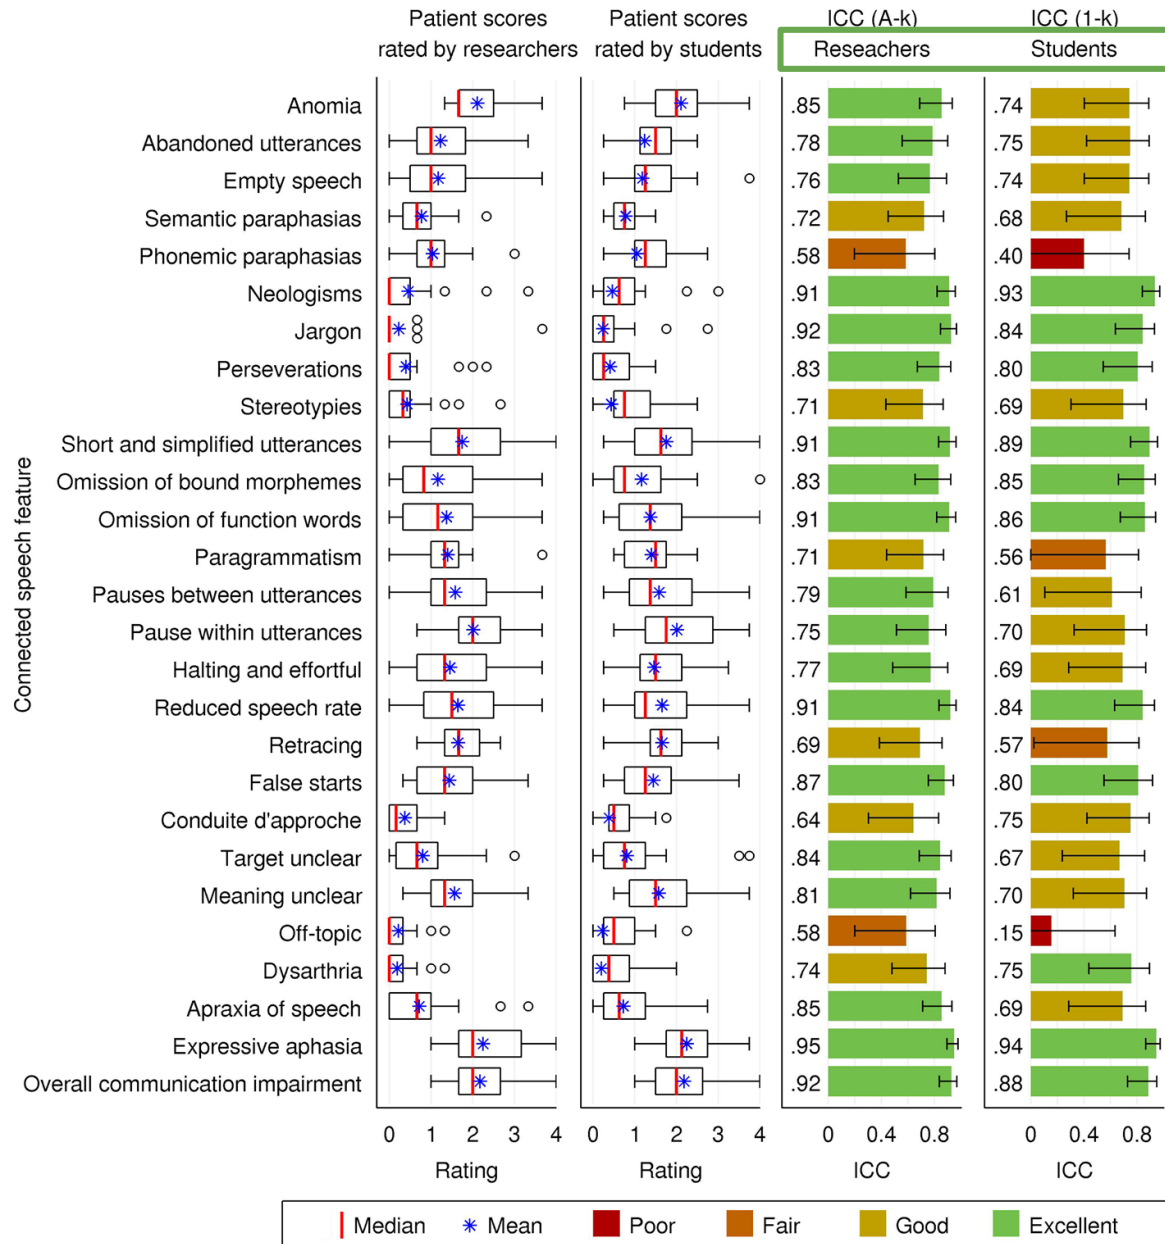 Patient scores
rated by researchers
Patient scores
rated by students
ICC (A-k)
Reseachers
ICC (1-k)
Students
Connected speech feature
Anomia .85 .74
Abandoned utterances .78 .75
Empty speech .76 .74
Semantic paraphasias .72 .68
Phonemic paraphasias .58 .40
Neologisms .91 .93
Jargon .92 .84
Perseverations .83 .80
Stereotypies .71 .69
Short and simplified utterances .91 .89
Omission of bound morphemes .83 .85
Omission of function words .91 .86
Paragrammatism .71 .56
Pauses between utterances .79 .61
Pause within utterances .75 .70
Halting and effortful .77 .69
Reduced speech rate .91 .84
Retracing .69 .57
False starts .87 .80
Conduite d'approche .64 .75
Target unclear .84 .67
Meaning unclear .81 .70
Off-topic .58 .15
Dysarthria .74 .75
Apraxia of speech .85 .69
Expressive aphasia .95 .94
Overall communication impairment .92 .88
0 1 2 3 4 0 1 2 3 4 0 0.4 0.8 0 0.4 0.8
Rating Rating ICC ICC
Median Mean Poor Fair Good Excellent